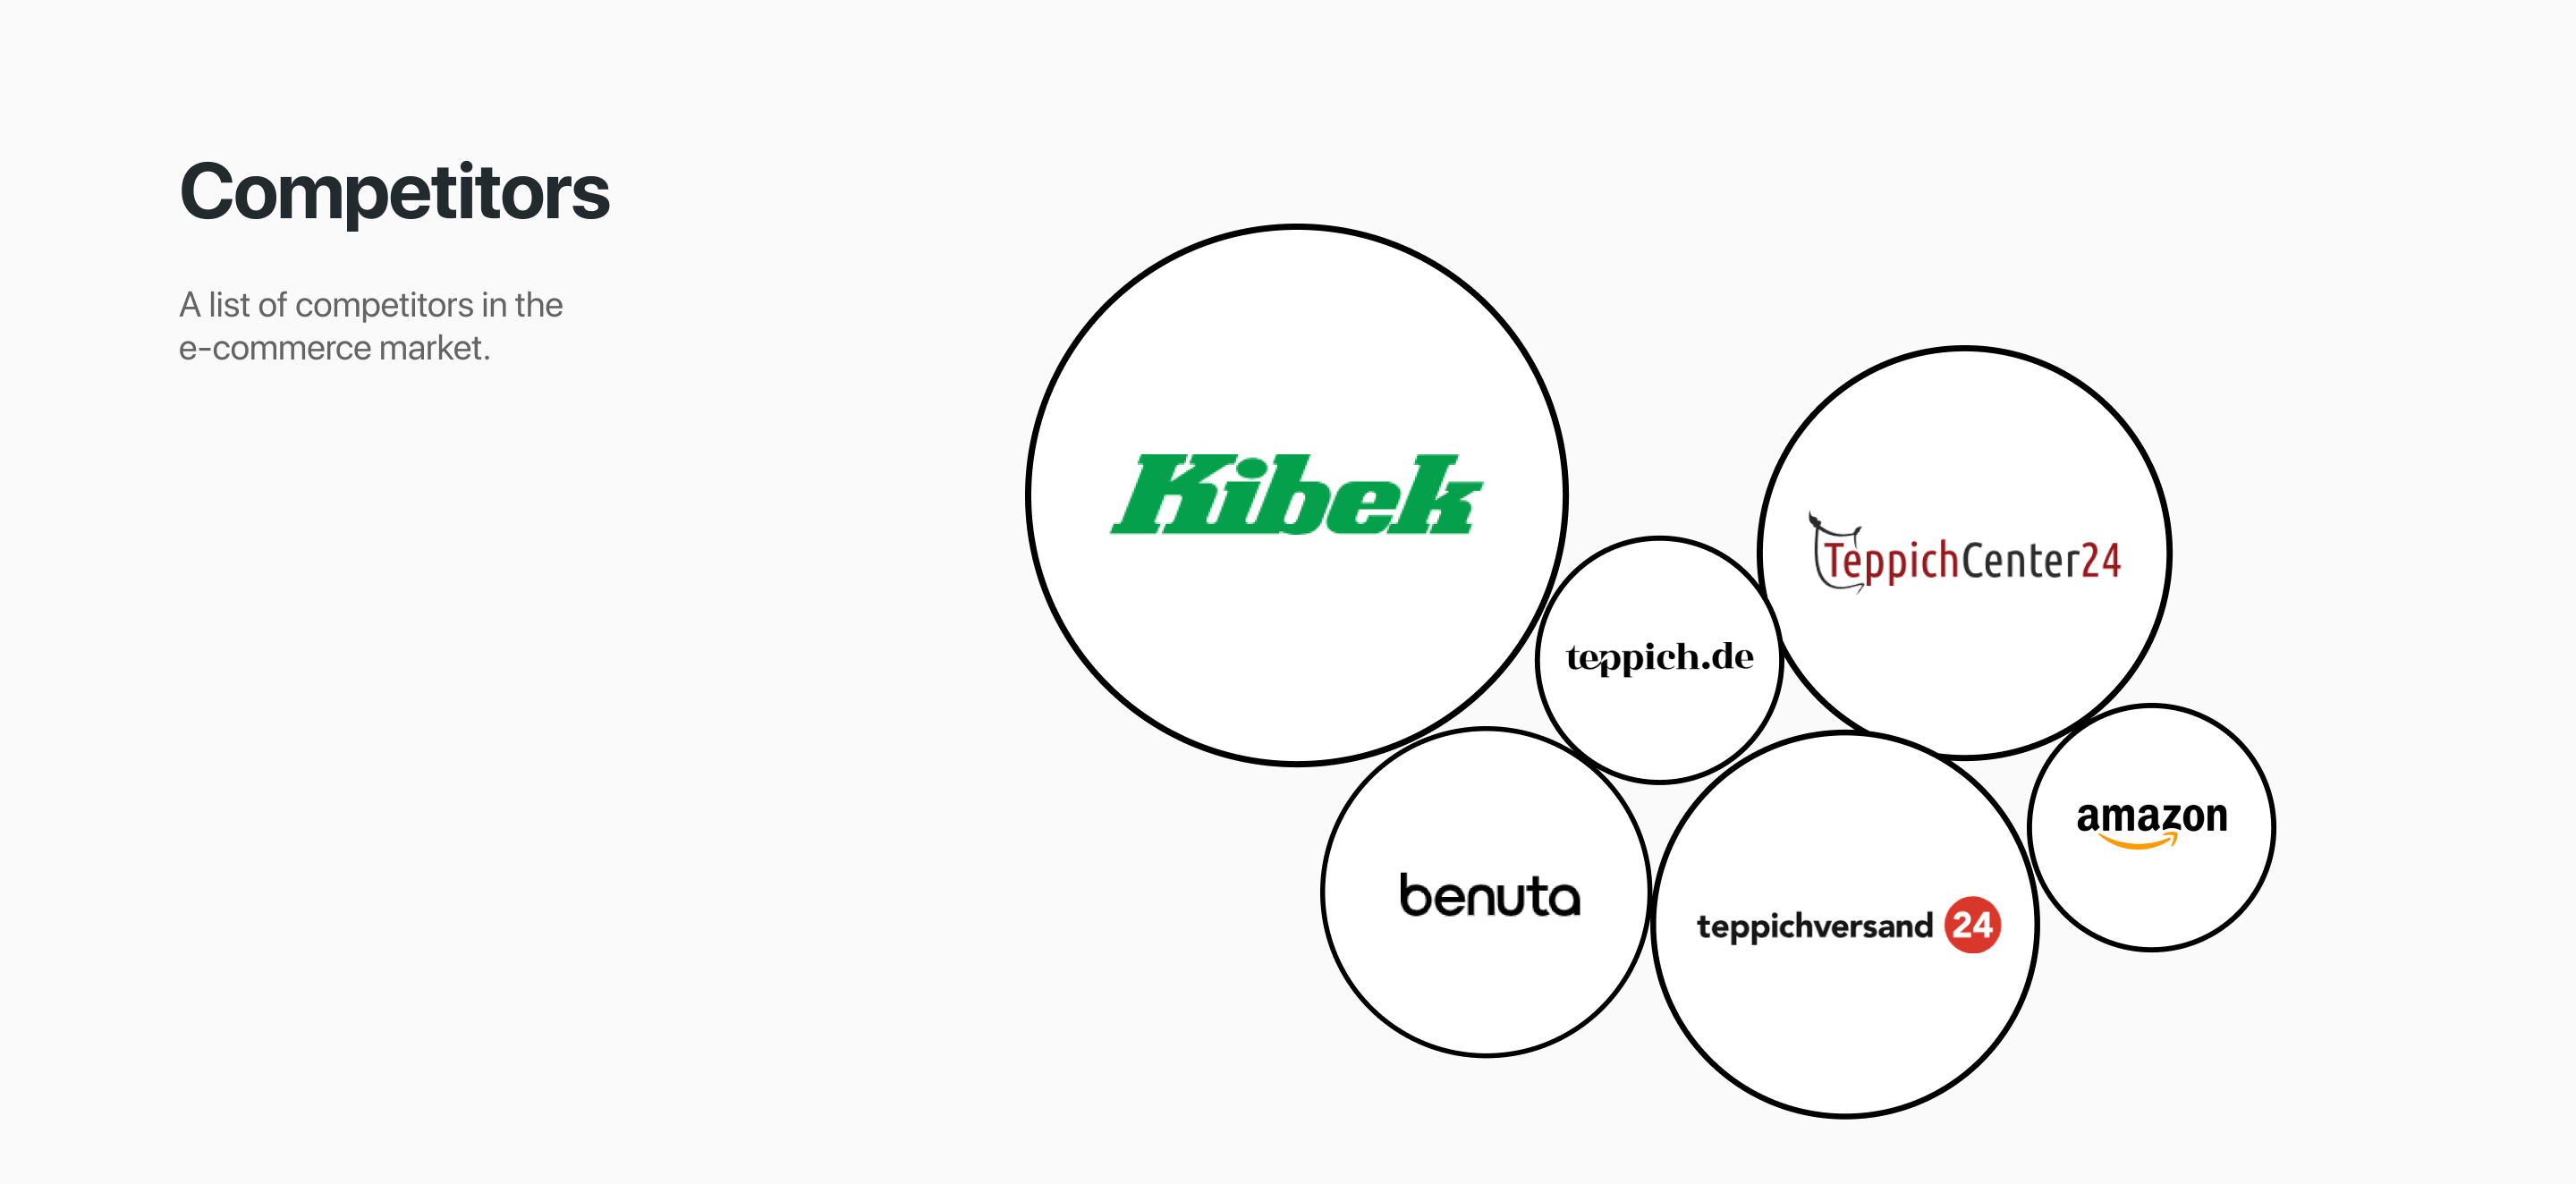 Competitors
A list of competitors in the
e-commerce market.
Kibek
TeppichCenter24
teppich.de
amazon
benuta
teppichversand 24